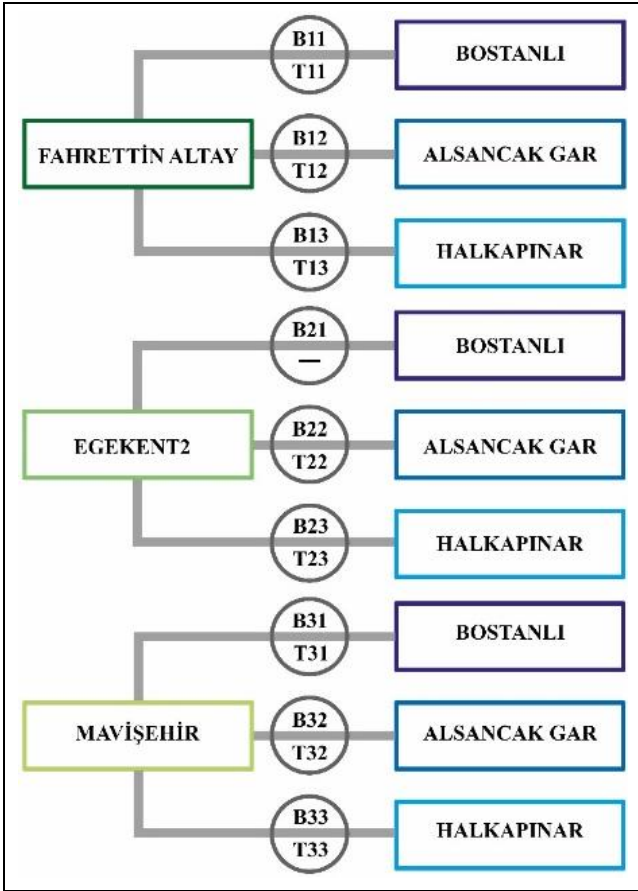 B11
T11
BOSTANLI
FAHRETTİN ALTAY
B12
T12
ALSANCAK GAR
B13
T13
HALKAPINAR
B21
—
BOSTANLI
EGEKENT2
B22
T22
ALSANCAK GAR
B23
T23
HALKAPINAR
B31
T31
BOSTANLI
MAVİŞEHİR
B32
T32
ALSANCAK GAR
B33
T33
HALKAPINAR